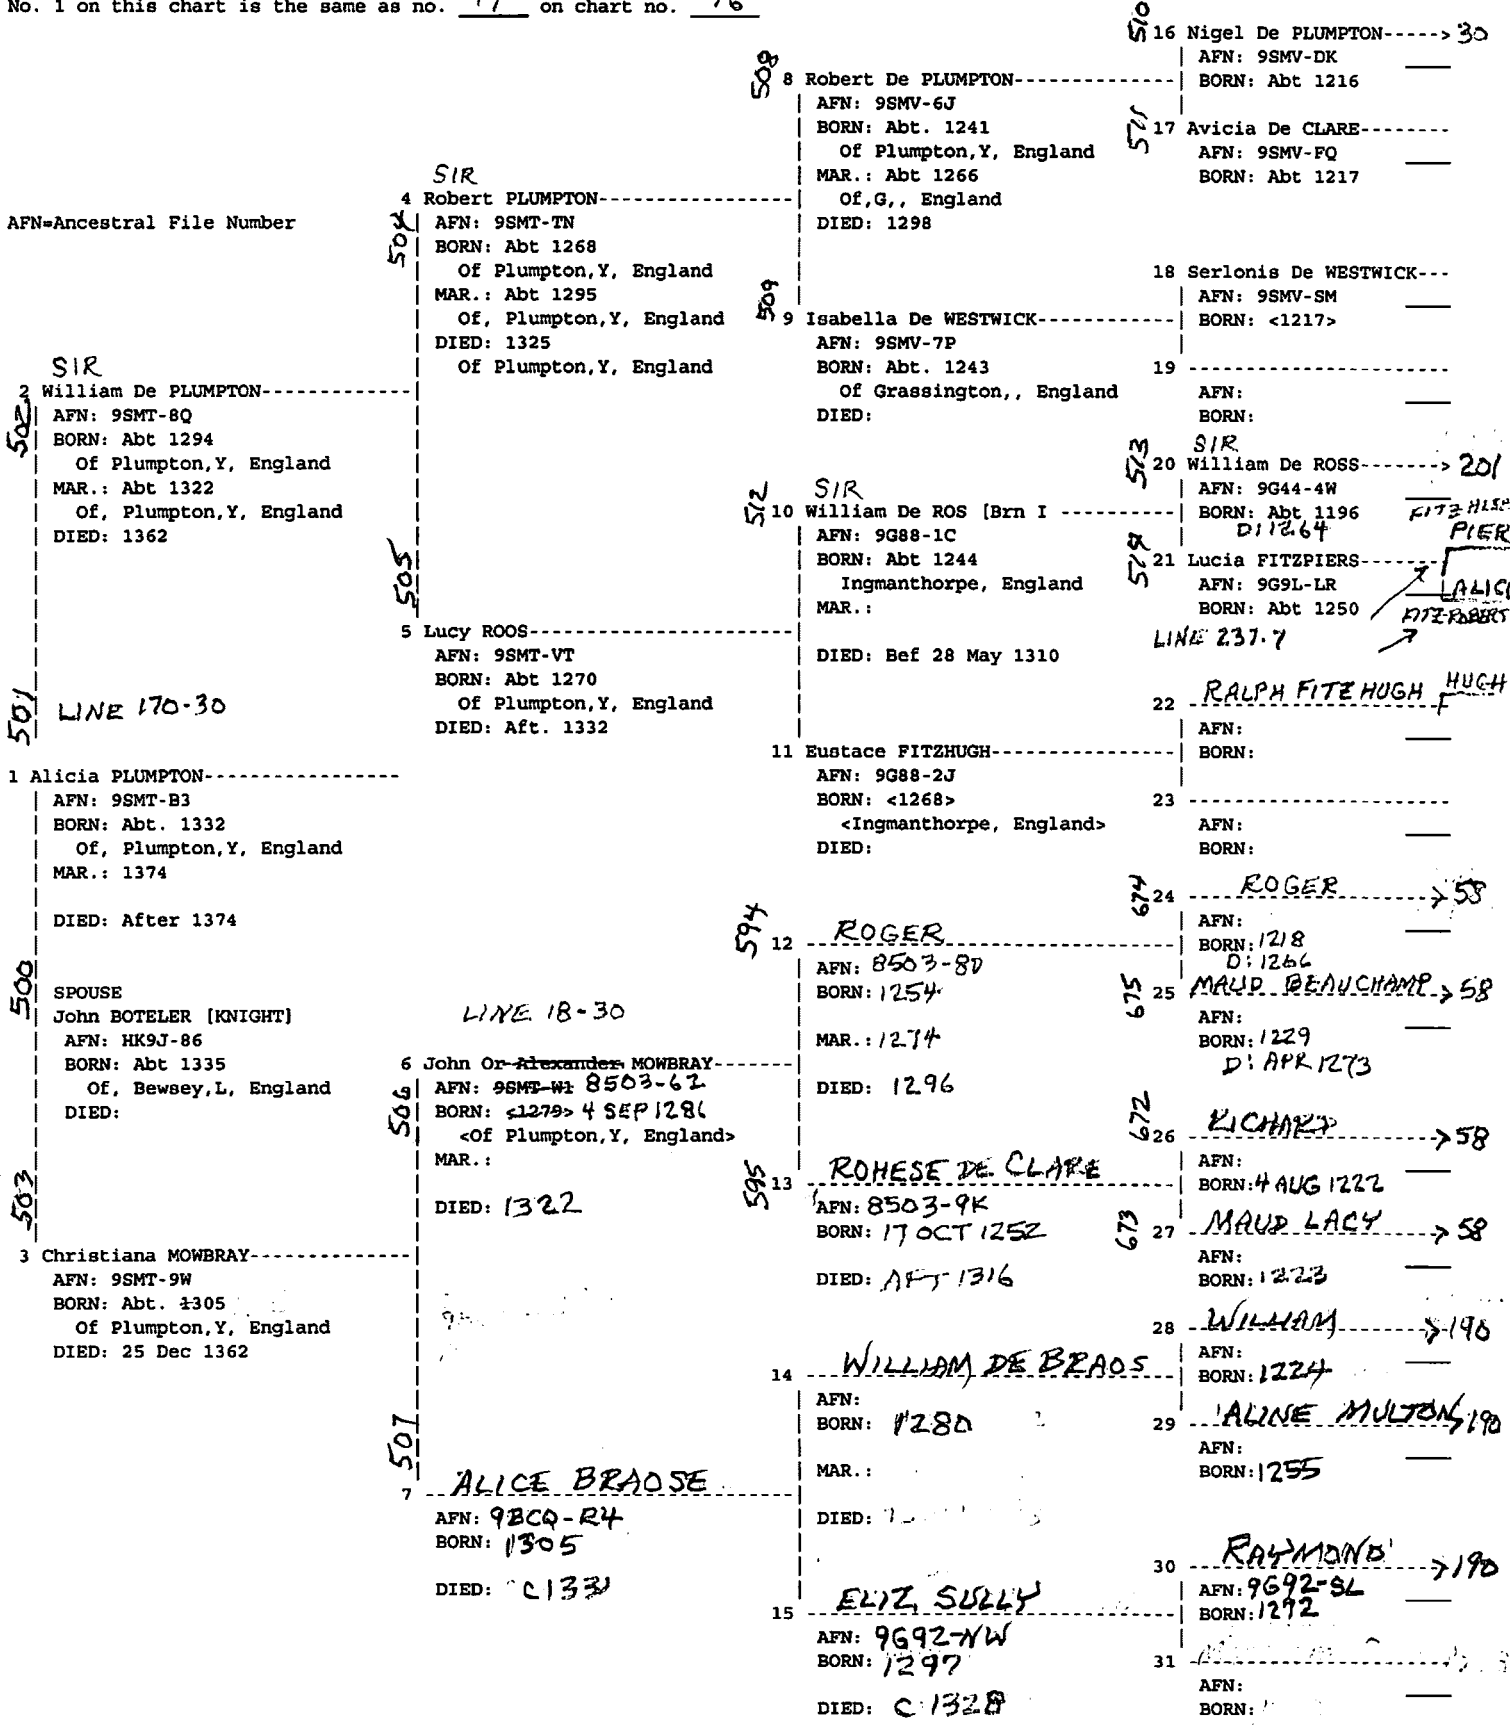 No. 1 on this chart is the same as no. 17 on chart no. 76
510
16 Nigel De PLUMPTON-----> 30
AFN: 9SMV-DK
BORN: Abt 1216
508
8 Robert De PLUMPTON
AFN: 9SMV-6J
BORN: Abt. 1241
Of Plumpton,Y, England
MAR.: Abt 1266
Of,G,, England
DIED: 1298
511
17 Avicia De CLARE--------
AFN: 9SMV-FQ
BORN: Abt 1217
SIR
4 Robert PLUMPTON
504
AFN: 9SMT-TN
BORN: Abt 1268
Of Plumpton,Y, England
MAR.: Abt 1295
Of, Plumpton,Y, England
DIED: 1325
Of Plumpton,Y, England
AFN=Ancestral File Number
18 Serlonis De WESTWICK---
AFN: 9SMV-SM
BORN: <1217>
509
9 Isabella De WESTWICK
AFN: 9SMV-7P
BORN: Abt. 1243
Of Grassington,, England
DIED:
19
AFN:
BORN:
SIR
2 William De PLUMPTON
502
AFN: 9SMT-8Q
BORN: Abt 1294
Of Plumpton,Y, England
MAR.: Abt 1322
Of, Plumpton,Y, England
DIED: 1362
513
SIR
20 William De ROSS-------> 201
AFN: 9G44-4W
BORN: Abt 1196
D: 1264
512
SIR
10 William De ROS [Brn I
AFN: 9G88-1C
BORN: Abt 1244
Ingmanthorpe, England
MAR.:
DIED: Bef 28 May 1310
PIER
514
21 Lucia FITZPIERS
AFN: 9G9L-LR
BORN: Abt 1250
ALIC
FITZ-ROBERT
LINE 237.7
505
5 Lucy ROOS
AFN: 9SMT-VT
BORN: Abt 1270
Of Plumpton,Y, England
DIED: Aft. 1332
22 RALPH FITZ HUGH HUGH
AFN:
BORN:
11 Eustace FITZHUGH
AFN: 9G88-2J
BORN: <1268>
<Ingmanthorpe, England>
DIED:
23
AFN:
BORN:
501
LINE 170-30
1 Alicia PLUMPTON
AFN: 9SMT-B3
BORN: Abt. 1332
Of, Plumpton,Y, England
MAR.: 1374
DIED: After 1374
500
SPOUSE
John BOTELER [KNIGHT]
AFN: HK9J-86
BORN: Abt 1335
Of, Bewsey,L, England
DIED:
674
24 ROGER > 58
AFN:
BORN: 1218
D: 1266
594
12 ROGER
AFN: 8503-8D
BORN: 1254
MAR.: 1274
DIED: 1296
675
25 MAUD BEAUCHAMP > 58
AFN:
BORN: 1229
D: APR 1273
LINE 18-30
6 John Or Alexander MOWBRAY
506
AFN: 9SMT-W1 8503-62
BORN: <1279> 4 SEP 1286
<Of Plumpton,Y, England>
MAR.:
DIED: 1322
672
26 RICHARD > 58
AFN:
BORN: 4 AUG 1222
595
13 ROHESE DE CLARE
AFN: 8503-9K
BORN: 17 OCT 1252
DIED: AFT 1316
673
27 MAUD LACY > 58
AFN:
BORN: 1223
503
3 Christiana MOWBRAY
AFN: 9SMT-9W
BORN: Abt. 1305
Of Plumpton,Y, England
DIED: 25 Dec 1362
28 WILLIAM > 190
AFN:
BORN: 1224
14 WILLIAM DE BRAOS
AFN:
BORN: 1280
MAR.:
DIED:
29 ALINE MULTON > 190
AFN:
BORN: 1255
507
7 ALICE BRAOSE
AFN: 9BCQ-R4
BORN: 1305
DIED: C1331
30 RAYMOND > 190
AFN: 9G92-SL
BORN: 1272
15 ELIZ SULLY
AFN: 9G92-NW
BORN: 1297
DIED: C 1328
31
AFN:
BORN: